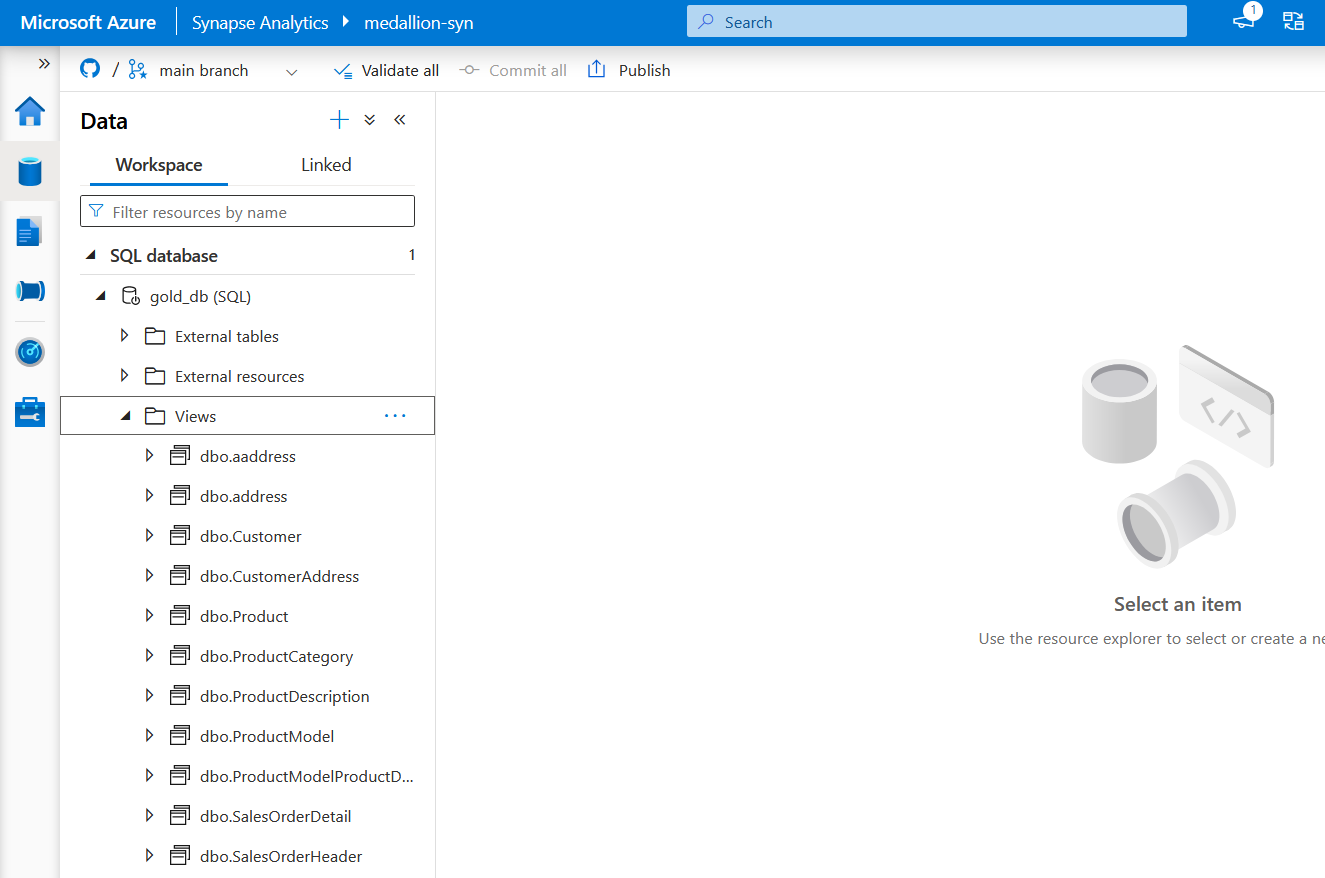 Microsoft Azure
Synapse Analytics
medallion-syn
Search
1
/
main branch
Validate all
Commit all
Publish
Data
Workspace
Linked
Filter resources by name
SQL database
1
gold_db (SQL)
External tables
External resources
Views
dbo.aaddress
dbo.address
dbo.Customer
dbo.CustomerAddress
dbo.Product
dbo.ProductCategory
dbo.ProductDescription
dbo.ProductModel
dbo.ProductModelProductD...
dbo.SalesOrderDetail
dbo.SalesOrderHeader
Select an item
Use the resource explorer to select or create a ne